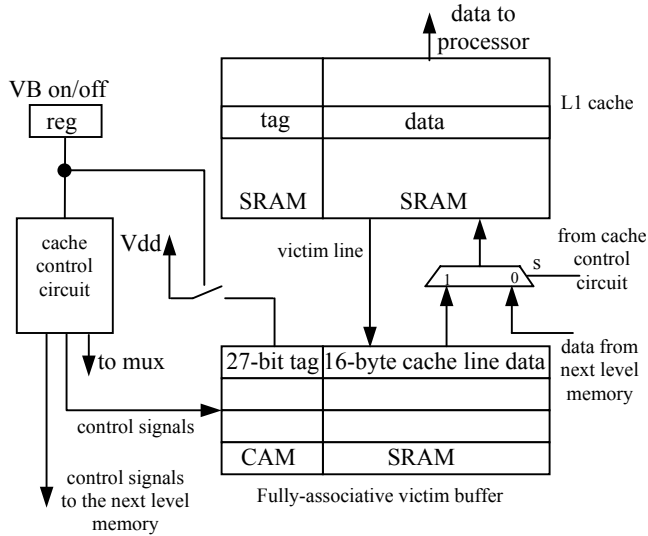 data to
processor
VB on/off
reg
L1 cache
tag data
SRAM SRAM
cache
control
circuit
Vdd
victim line
from cache
control
circuit
s
1 0
to mux
27-bit tag 16-byte cache line data
data from
next level
memory
control signals
CAM SRAM
control signals
to the next level
memory
Fully-associative victim buffer